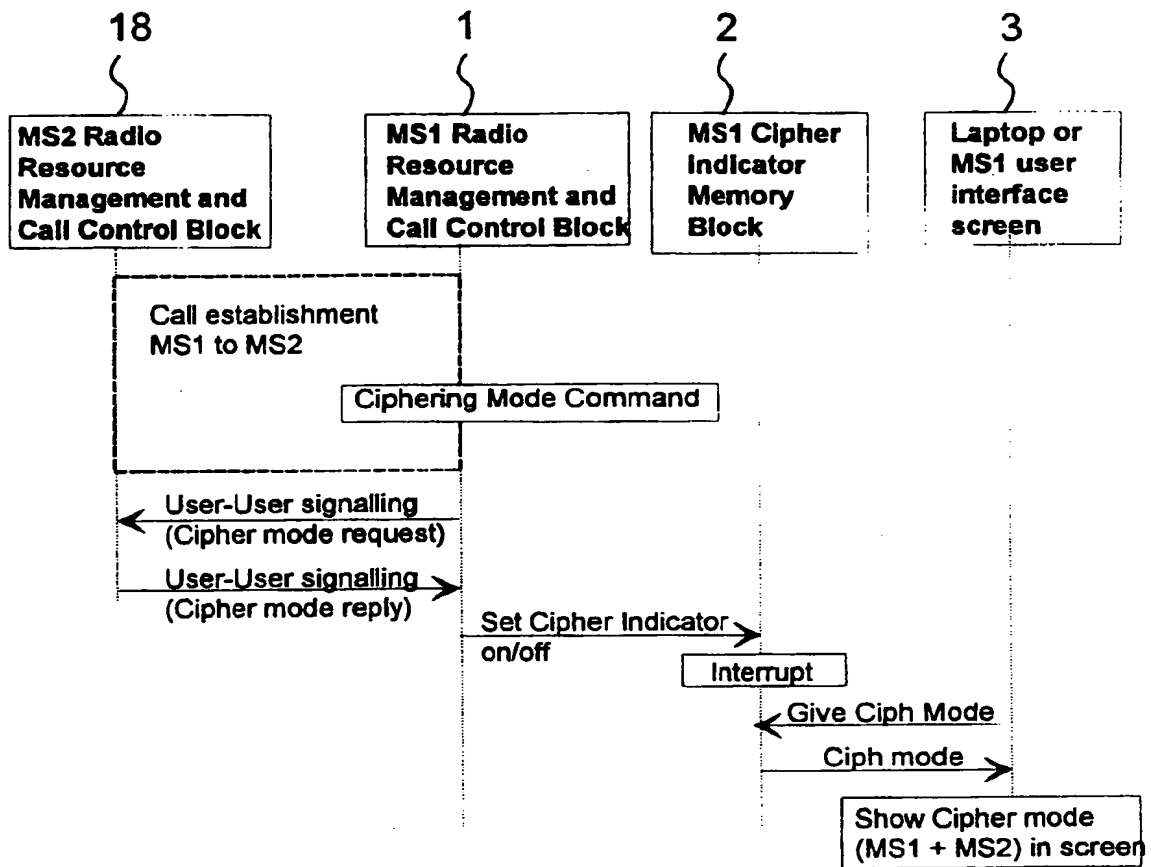 18
1
2
3
MS2 Radio
Resource
Management and
Call Control Block
MS1 Radio
Resource
Management and
Call Control Block
MS1 Cipher
Indicator
Memory
Block
Laptop or
MS1 user
interface
screen
Call establishment
MS1 to MS2
Ciphering Mode Command
User-User signalling
(Cipher mode request)
User-User signalling
(Cipher mode reply)
Set Cipher Indicator
on/off
Interrupt
Give Ciph Mode
Ciph mode
Show Cipher mode
(MS1 + MS2) in screen